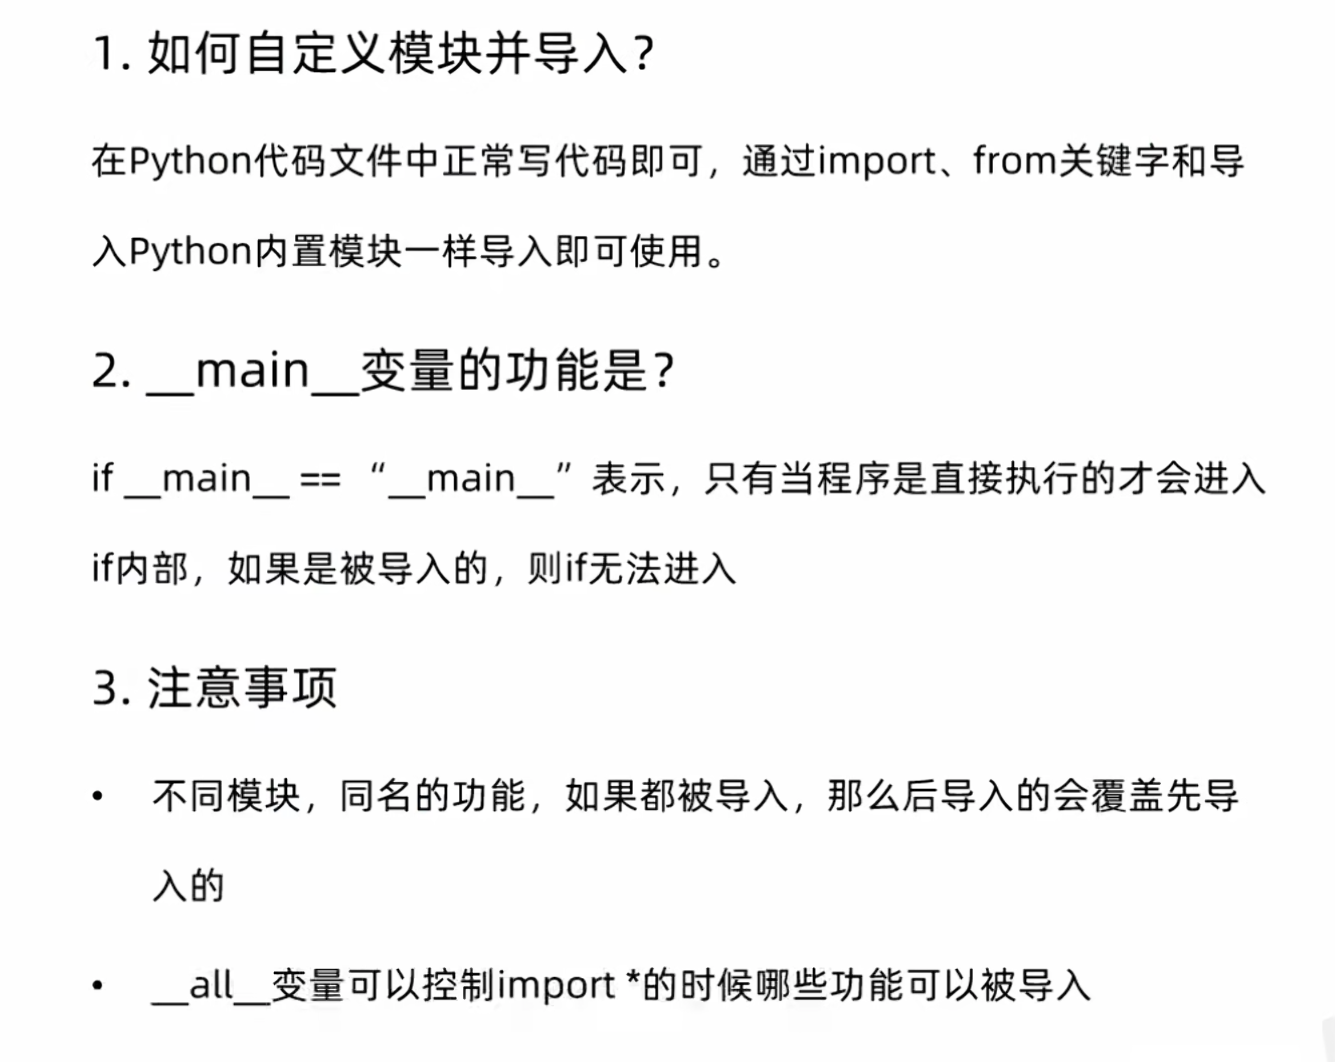 1. 如何自定义模块并导入？
在Python代码文件中正常写代码即可，通过import、from关键字和导
入Python内置模块一样导入即可使用。
2. __main__变量的功能是？
if __main__ == “__main__”表示，只有当程序是直接执行的才会进入
if内部，如果是被导入的，则if无法进入
3. 注意事项
• 不同模块，同名的功能，如果都被导入，那么后导入的会覆盖先导
入的
• __all__变量可以控制import *的时候哪些功能可以被导入